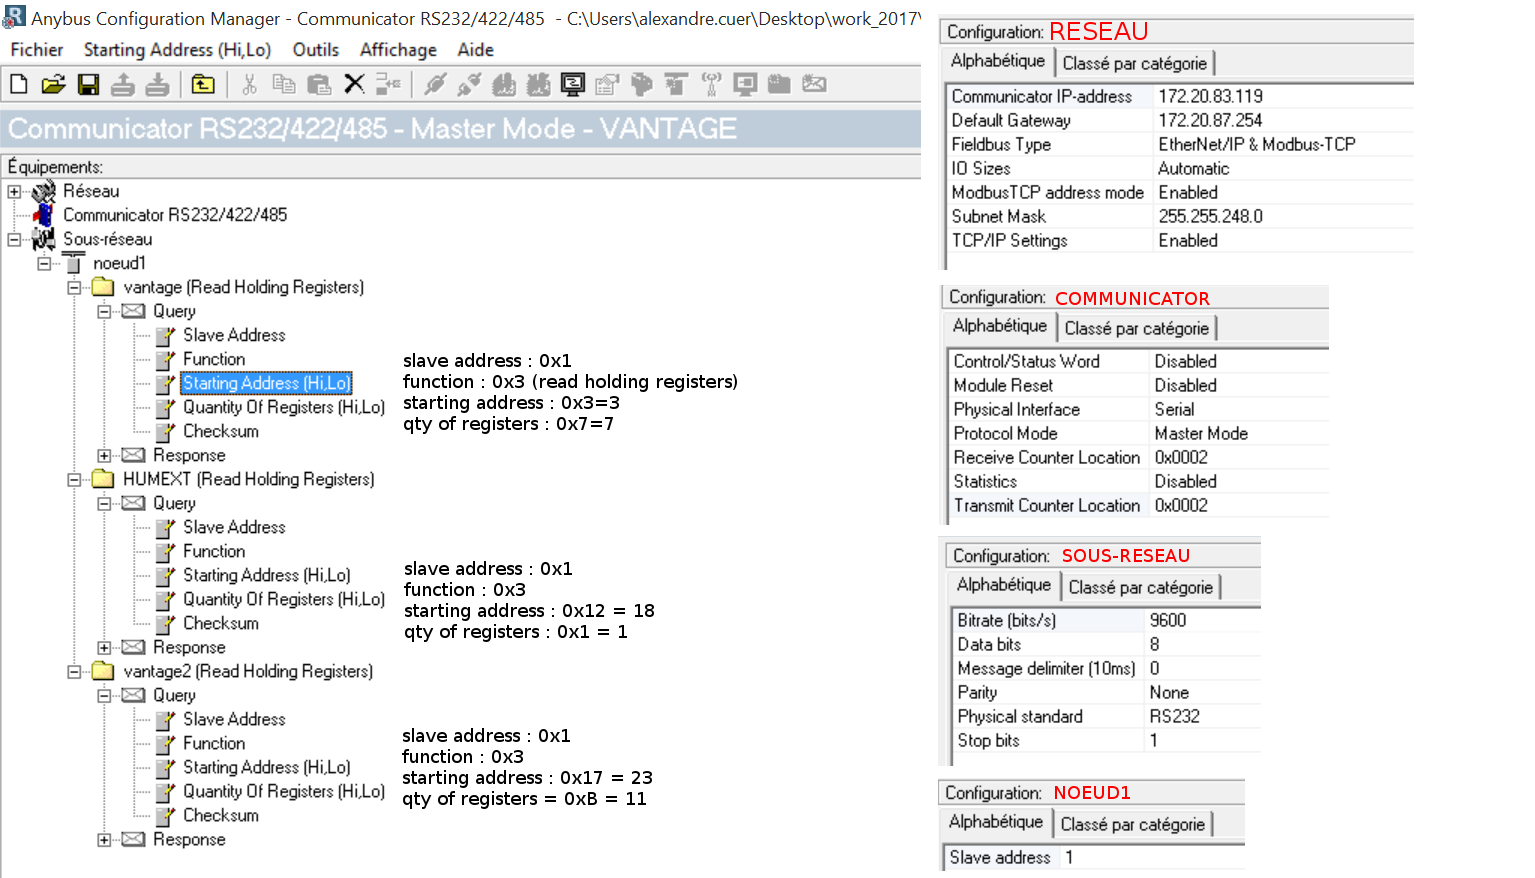 Anybus Configuration Manager - Communicator RS232/422/485 - C:\Users\alexandre.cuer\Desktop\work_2017\
Fichier Starting Address (Hi,Lo) Outils Affichage Aide
Communicator RS232/422/485 - Master Mode - VANTAGE
Équipements:
Réseau
Communicator RS232/422/485
Sous-réseau
noeud1
vantage (Read Holding Registers)
Query
Slave Address
Function
Starting Address (Hi,Lo)
Quantity Of Registers (Hi,Lo)
Checksum
Response
slave address : 0x1
function : 0x3 (read holding registers)
starting address : 0x3=3
qty of registers : 0x7=7
HUMEXT (Read Holding Registers)
Query
Slave Address
Function
Starting Address (Hi,Lo)
Quantity Of Registers (Hi,Lo)
Checksum
Response
slave address : 0x1
function : 0x3
starting address : 0x12 = 18
qty of registers : 0x1 = 1
vantage2 (Read Holding Registers)
Query
Slave Address
Function
Starting Address (Hi,Lo)
Quantity Of Registers (Hi,Lo)
Checksum
Response
slave address : 0x1
function : 0x3
starting address : 0x17 = 23
qty of registers = 0xB = 11
Configuration: RESEAU
Alphabétique Classé par catégorie
Communicator IP-address 172.20.83.119
Default Gateway 172.20.87.254
Fieldbus Type EtherNet/IP & Modbus-TCP
IO Sizes Automatic
ModbusTCP address mode Enabled
Subnet Mask 255.255.248.0
TCP/IP Settings Enabled
Configuration: COMMUNICATOR
Alphabétique Classé par catégorie
Control/Status Word Disabled
Module Reset Disabled
Physical Interface Serial
Protocol Mode Master Mode
Receive Counter Location 0x0002
Statistics Disabled
Transmit Counter Location 0x0002
Configuration: SOUS-RESEAU
Alphabétique Classé par catégorie
Bitrate (bits/s) 9600
Data bits 8
Message delimiter (10ms) 0
Parity None
Physical standard RS232
Stop bits 1
Configuration: NOEUD1
Alphabétique Classé par catégorie
Slave address 1